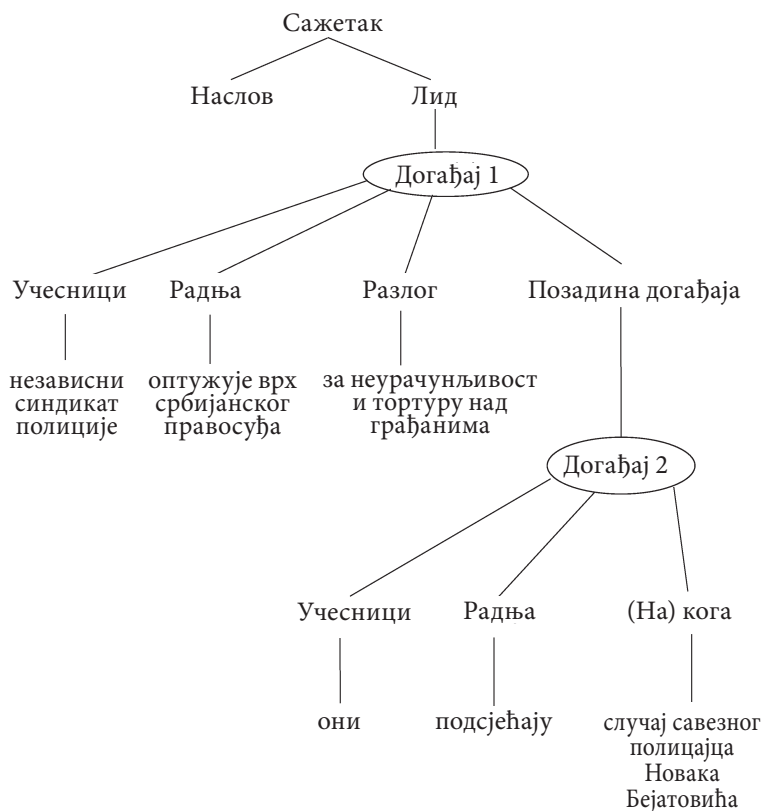 Сажетак
Наслов Лид
Догађај 1
Учесници Радња Разлог Позадина догађаја
независни оптужује врх за неурачунљивост
синдикат србијанског и тортуру над
полиције правосуђа грађанима
Догађај 2
Учесници Радња (На) кога
они подсјећају случај савезног
полицајца
Новака
Бејатовића